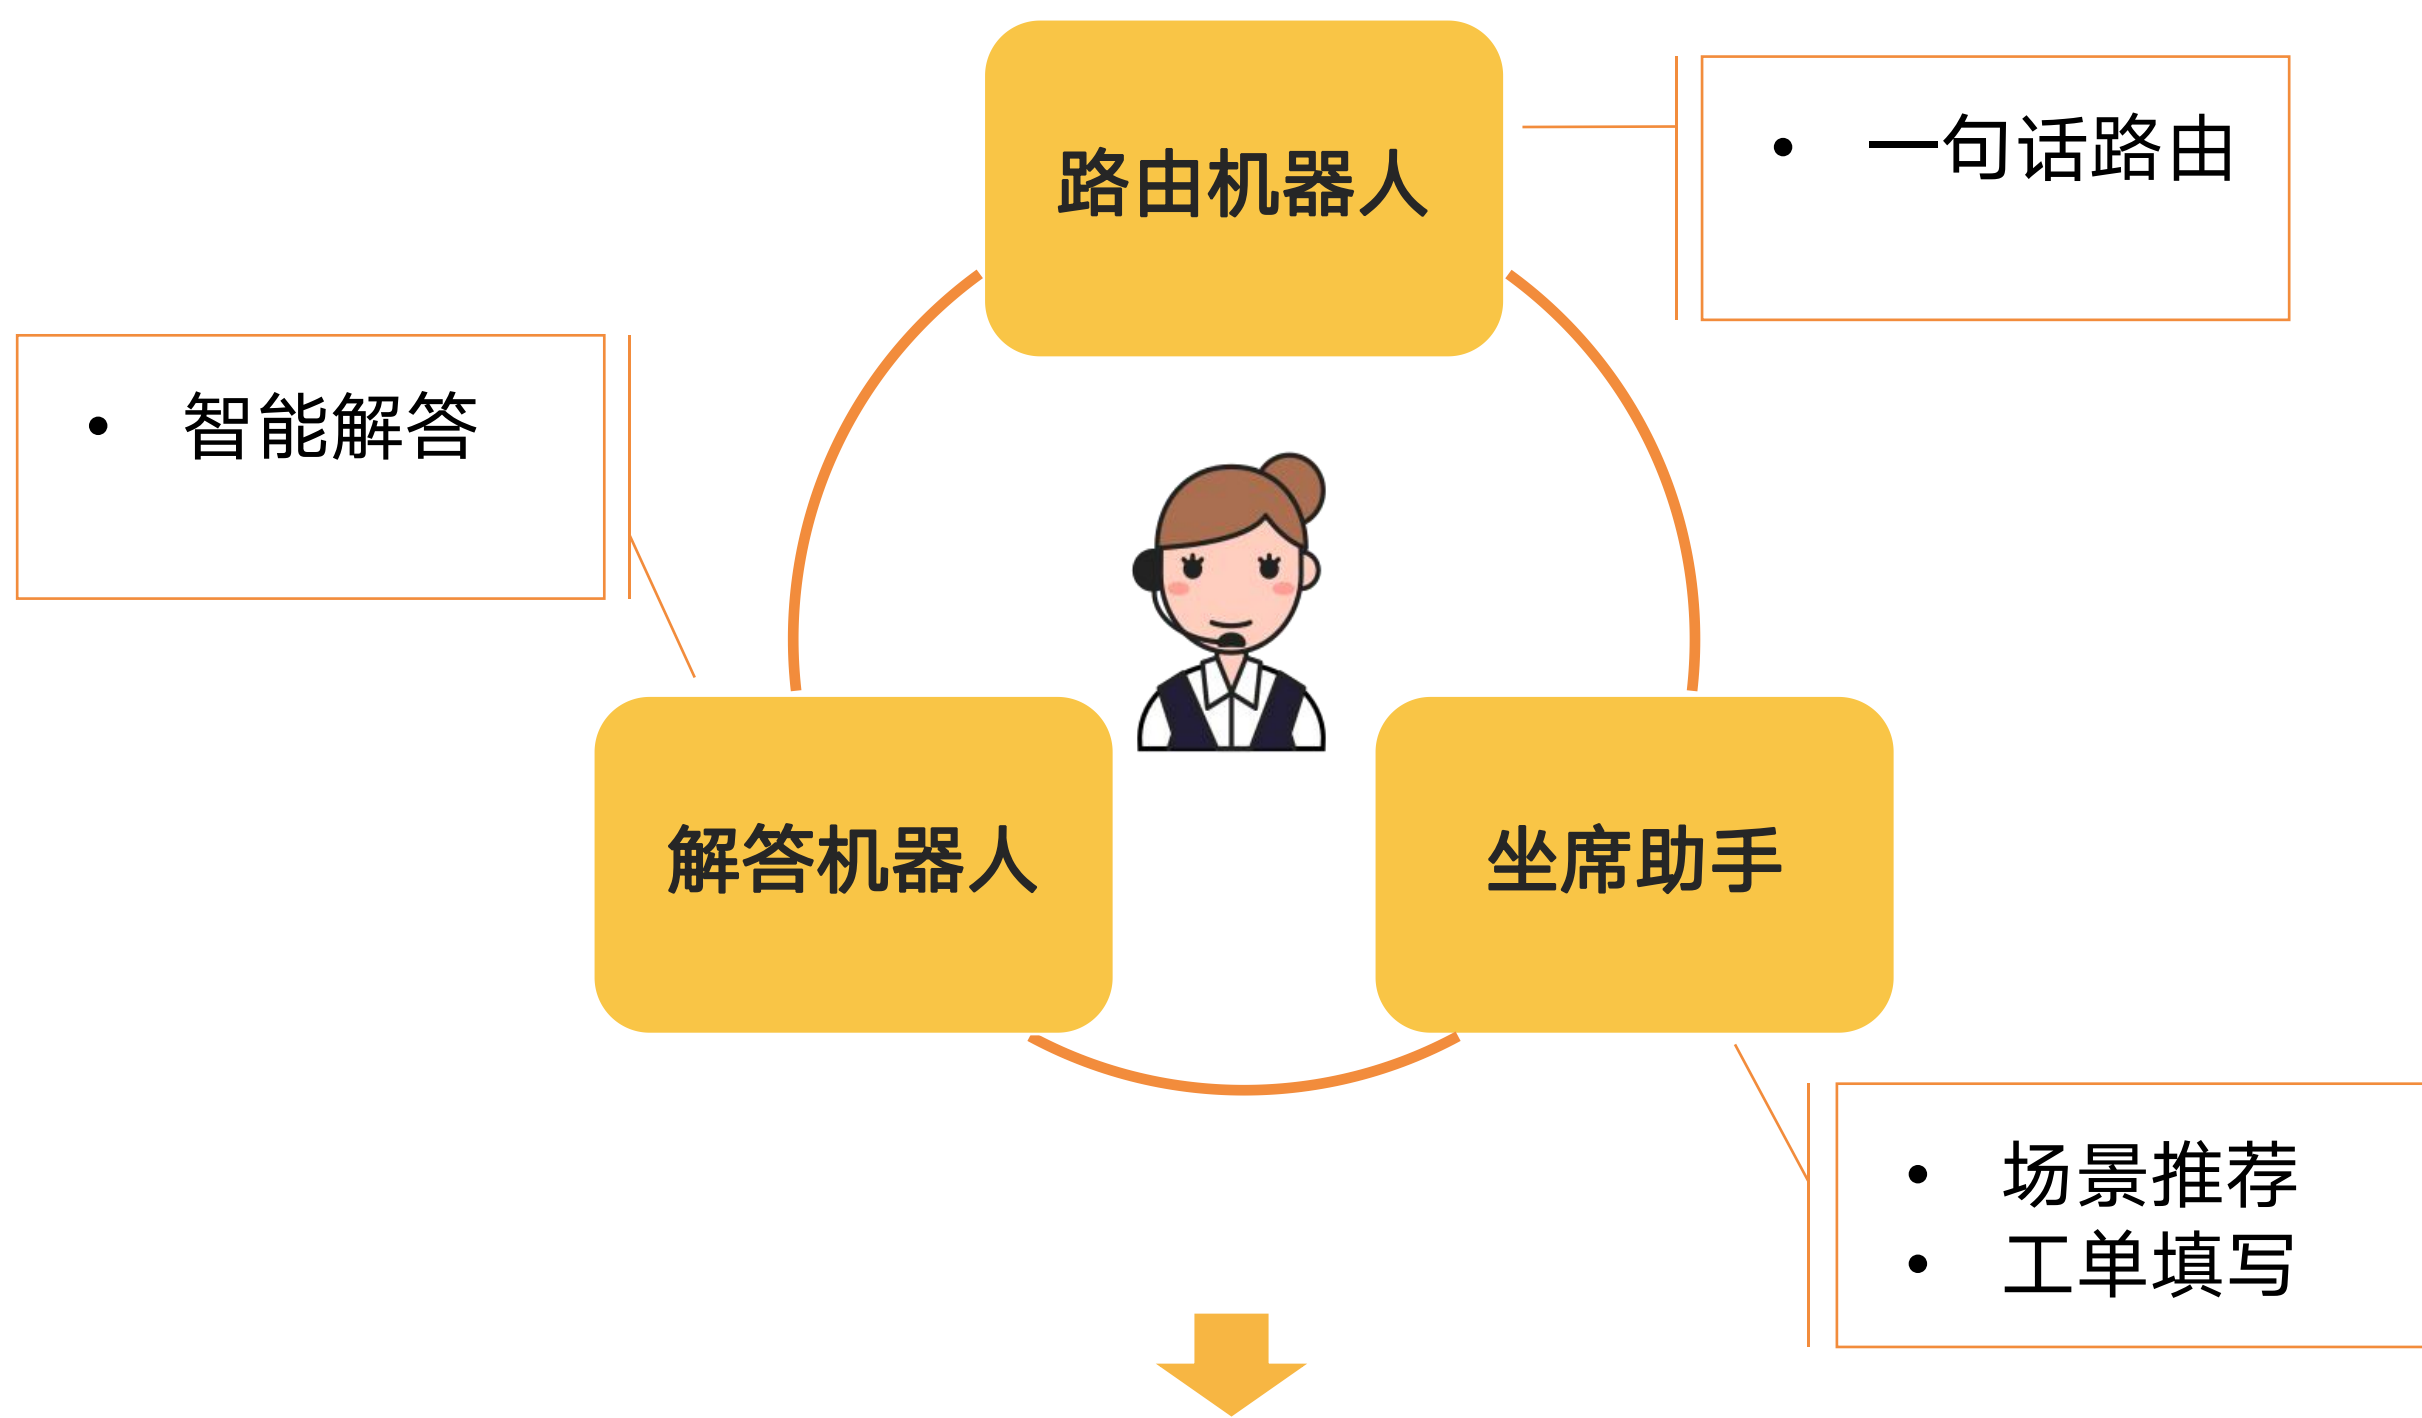 路由机器人
• 一句话路由
• 智能解答
解答机器人
坐席助手
• 场景推荐
• 工单填写